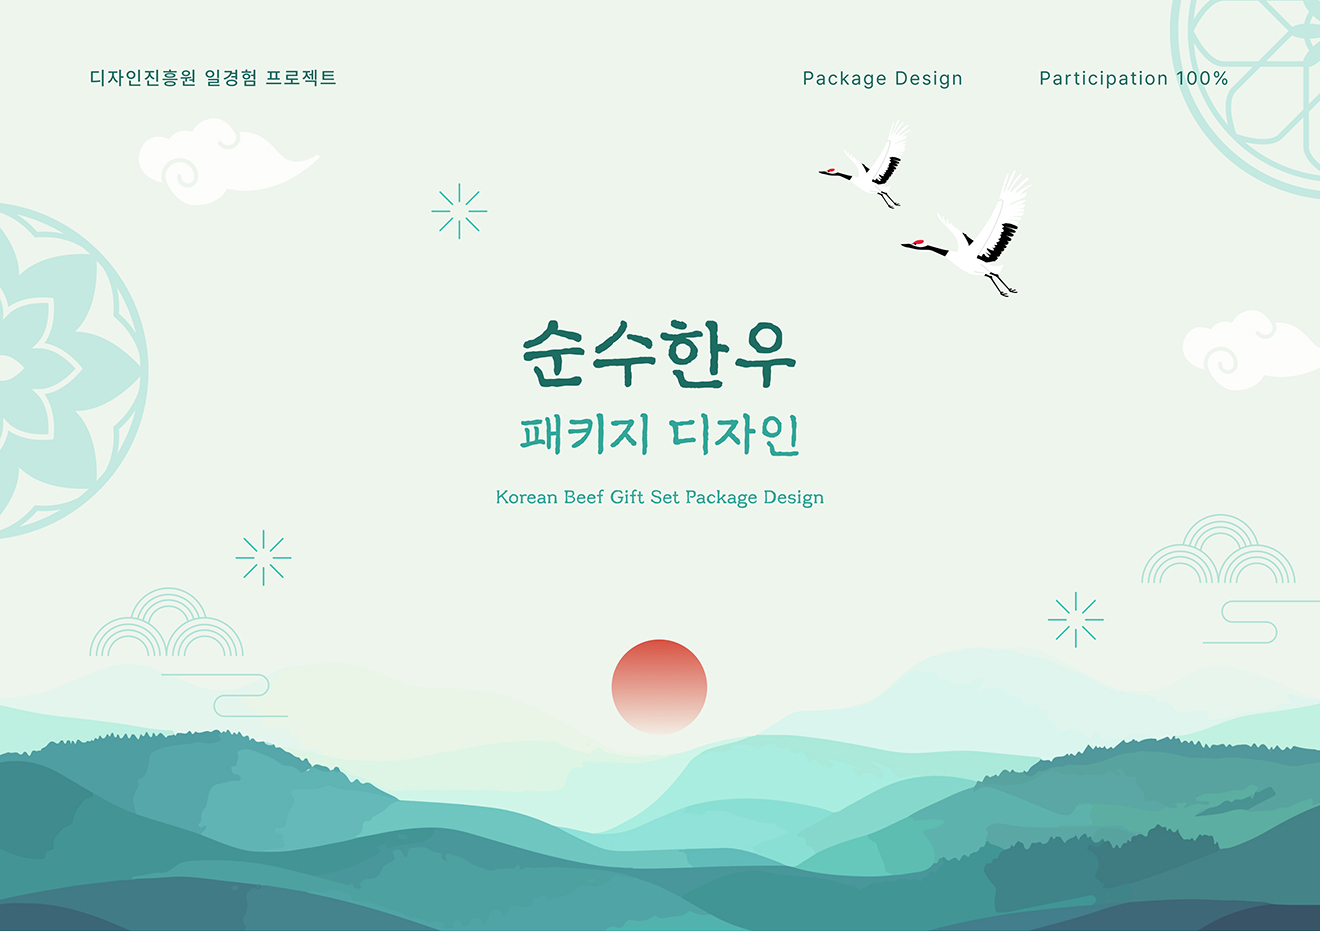 디자인진흥원 일경험 프로젝트
Package Design
Participation 100%
순수한우
패키지 디자인
Korean Beef Gift Set Package Design